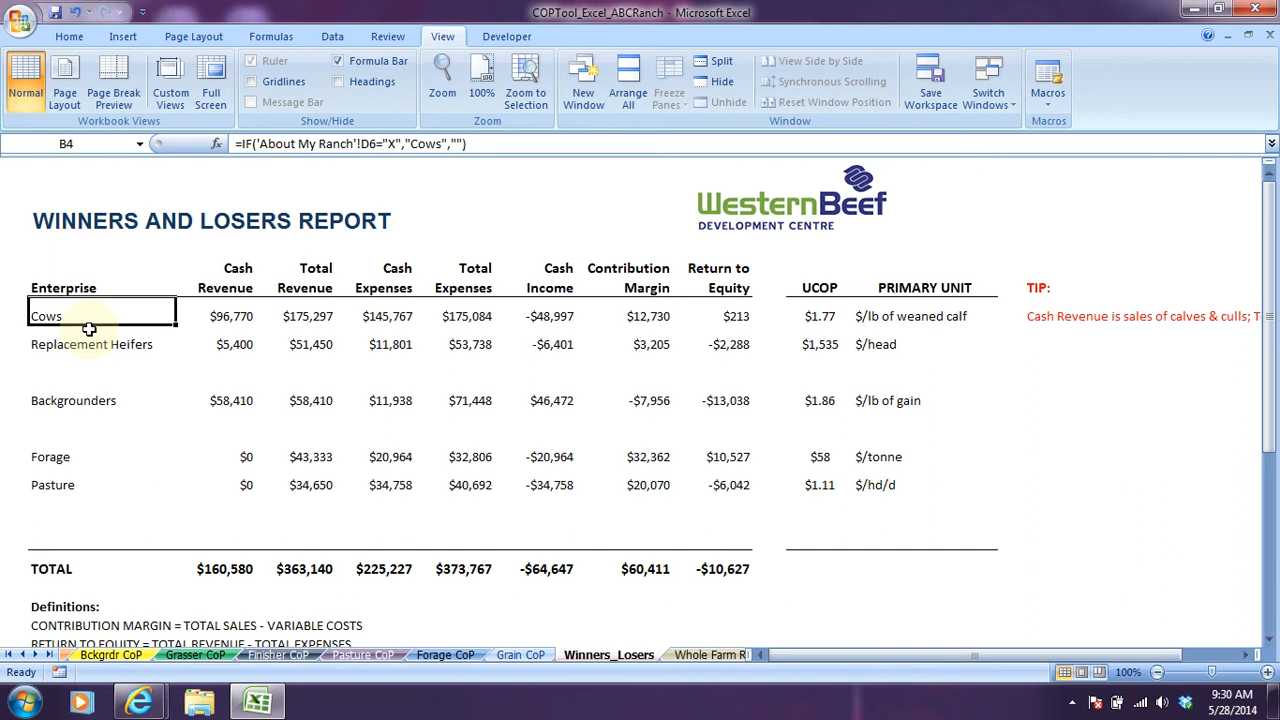 COPTool_Excel_ABCRanch - Microsoft Excel
Home Insert Page Layout Formulas Data Review View Developer
Normal Page Layout Page Break Preview Custom Views Full Screen
Workbook Views
Ruler Formula Bar
Gridlines Headings
Message Bar
Show/Hide
Zoom 100% Zoom to Selection
Zoom
New Window Arrange All Freeze Panes
Split
Hide
Unhide
View Side by Side
Synchronous Scrolling
Reset Window Position
Save Workspace Switch Windows
Window
Macros
Macros
B4 fx =IF('About My Ranch'!D6="X","Cows","")
WesternBeef
DEVELOPMENT CENTRE
WINNERS AND LOSERS REPORT
Enterprise Cash Revenue Total Revenue Cash Expenses Total Expenses Cash Income Contribution Margin Return to Equity UCOP PRIMARY UNIT TIP:
Cows $96,770 $175,297 $145,767 $175,084 -$48,997 $12,730 $213 $1.77 $/lb of weaned calf Cash Revenue is sales of calves & culls; T
Replacement Heifers $5,400 $51,450 $11,801 $53,738 -$6,401 $3,205 -$2,288 $1,535 $/head
Backgrounders $58,410 $58,410 $11,938 $71,448 $46,472 -$7,956 -$13,038 $1.86 $/lb of gain
Forage $0 $43,333 $20,964 $32,806 -$20,964 $32,362 $10,527 $58 $/tonne
Pasture $0 $34,650 $34,758 $40,692 -$34,758 $20,070 -$6,042 $1.11 $/hd/d
TOTAL $160,580 $363,140 $225,227 $373,767 -$64,647 $60,411 -$10,627
Definitions:
CONTRIBUTION MARGIN = TOTAL SALES - VARIABLE COSTS
RETURN TO EQUITY = TOTAL REVENUE - TOTAL EXPENSES
Bckgrdr CoP Grasser CoP Finisher CoP Pasture CoP Forage CoP Grain CoP Winners_Losers Whole Farm R
Ready 100%
9:30 AM
5/28/2014